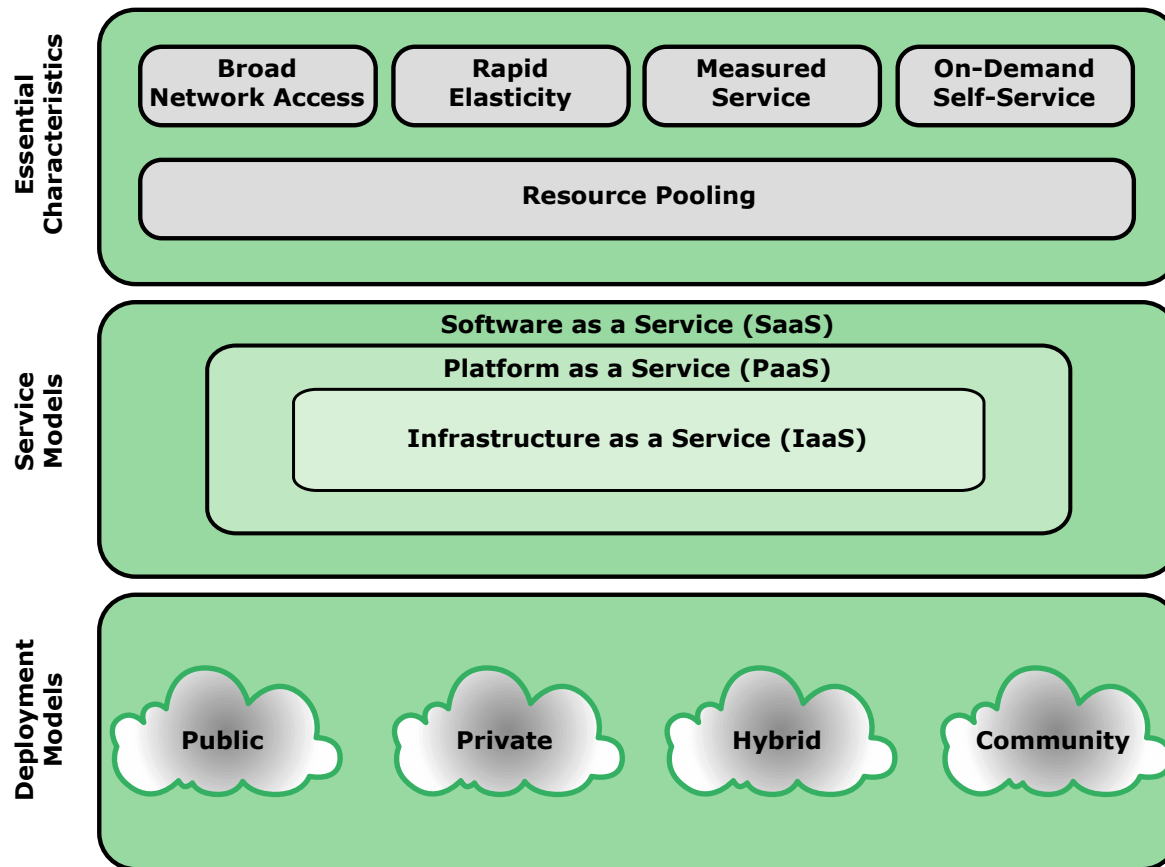 Essential
Characteristics
Broad
Network Access
Rapid
Elasticity
Measured
Service
On-Demand
Self-Service
Resource Pooling
Service
Models
Software as a Service (SaaS)
Platform as a Service (PaaS)
Infrastructure as a Service (IaaS)
Deployment
Models
Public
Private
Hybrid
Community